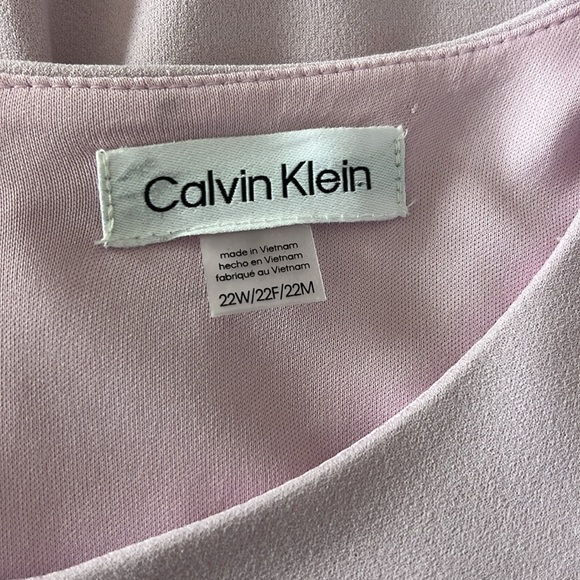 Calvin Klein
made in Vietnam
hecho en Vietnam
fabriqué au Vietnam
22W/22F/22M